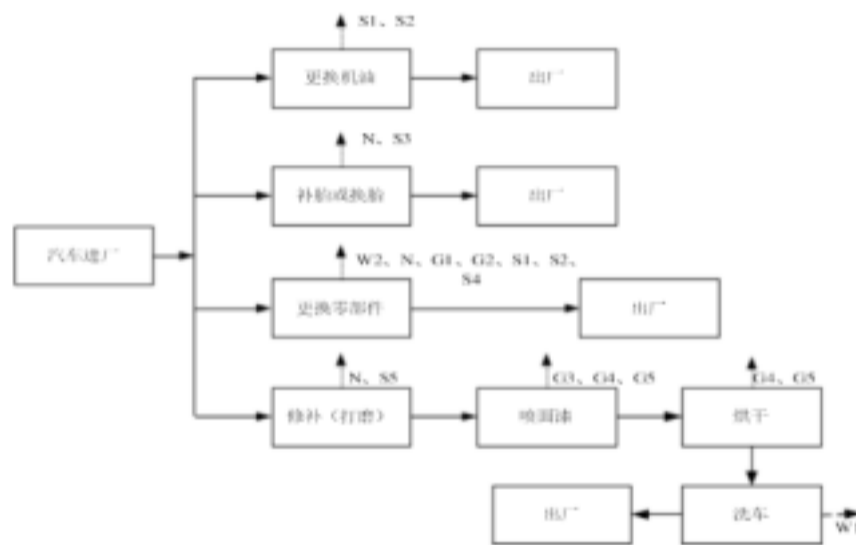 S1、S2
更换机油
出厂
N、S3
补胎或换胎
出厂
汽车进厂
W2、N、G1、G2、S1、S2、
S4
更换零部件
出厂
N、S5
G3、G4、G5
G4、G5
修补（打磨）
喷面漆
烘干
出厂
洗车
W1